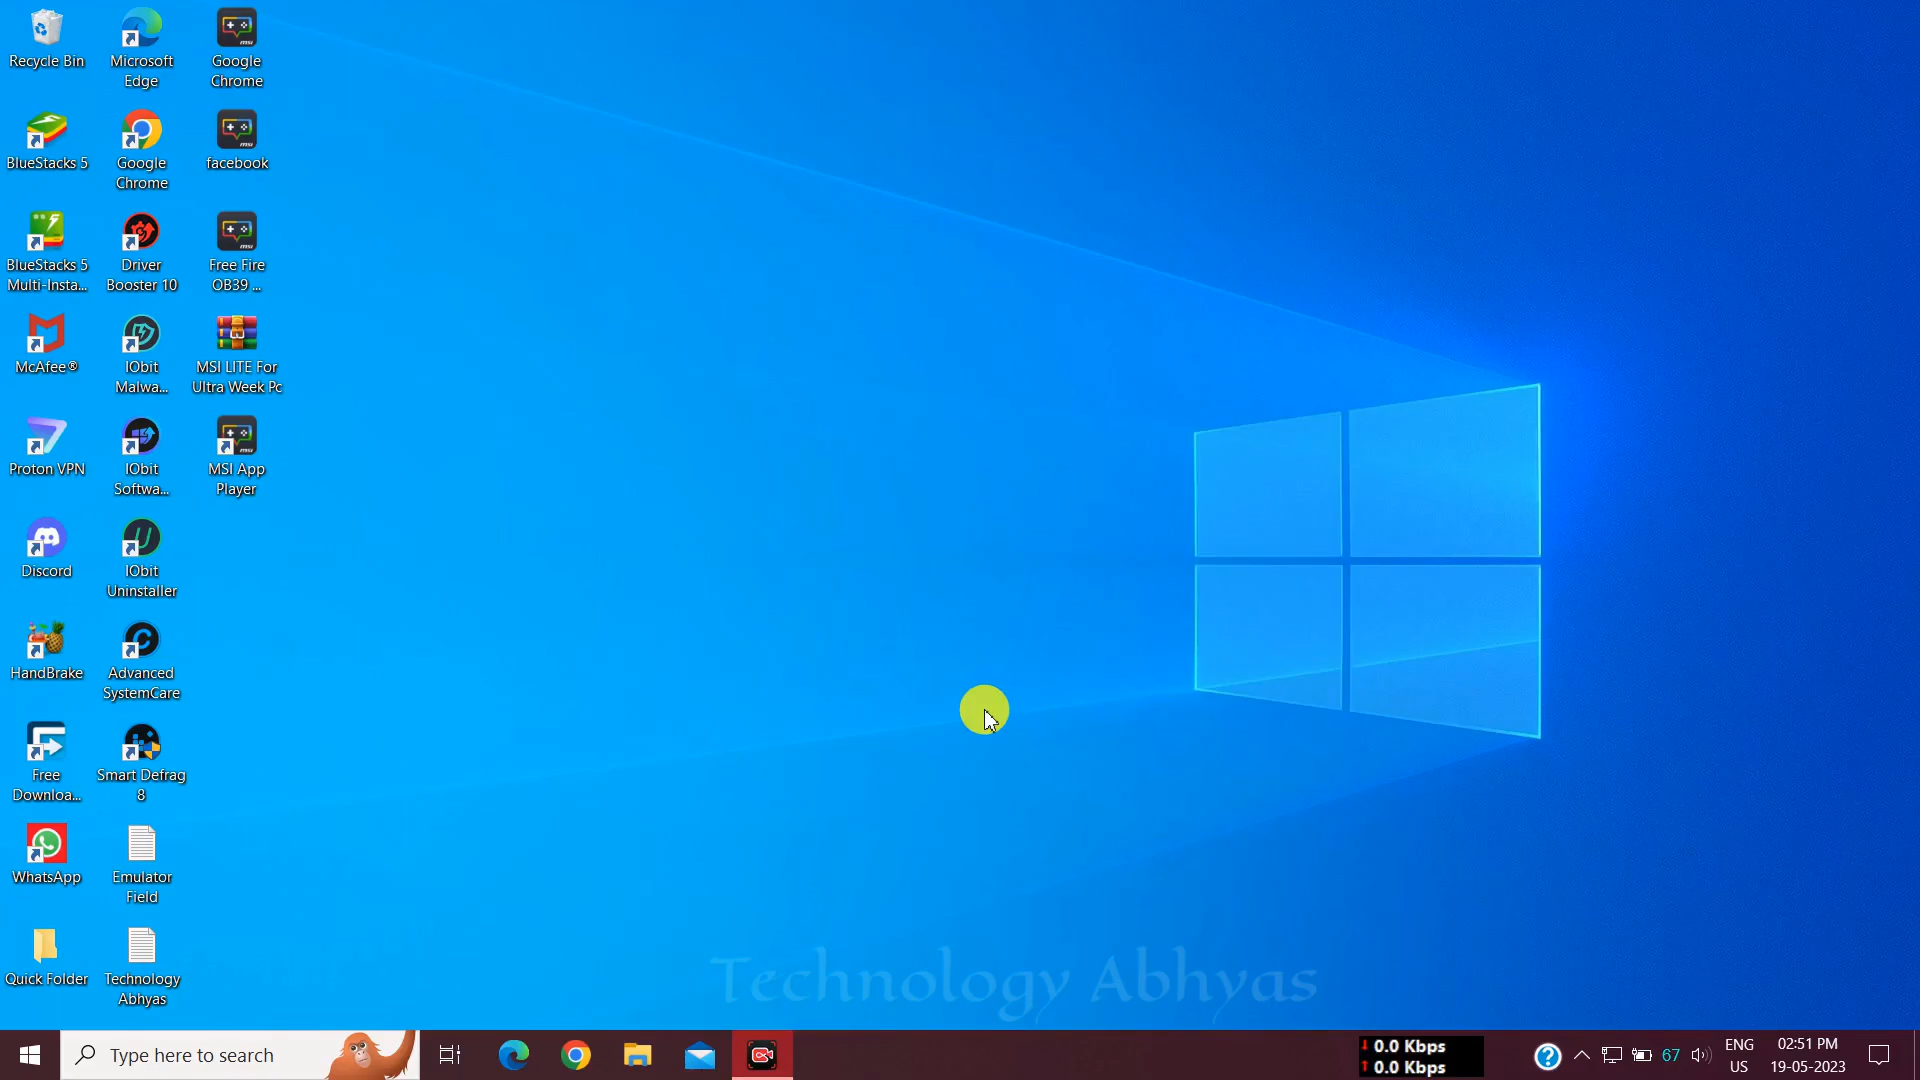 Recycle Bin
Microsoft
Edge
Google
Chrome
BlueStacks 5
Google
Chrome
facebook
BlueStacks 5
Multi-Insta...
Driver
Booster 10
Free Fire
OB39 ...
McAfee®
IObit
Malwa...
MSI LITE For
Ultra Week Pc
Proton VPN
IObit
Softwa...
MSI App
Player
Discord
IObit
Uninstaller
HandBrake
Advanced
SystemCare
Free
Downloa...
Smart Defrag
8
WhatsApp
Emulator
Field
Quick Folder
Technology
Abhyas
Technology Abhyas
Type here to search
0.0 Kbps
0.0 Kbps
67
ENG
US
02:51 PM
19-05-2023